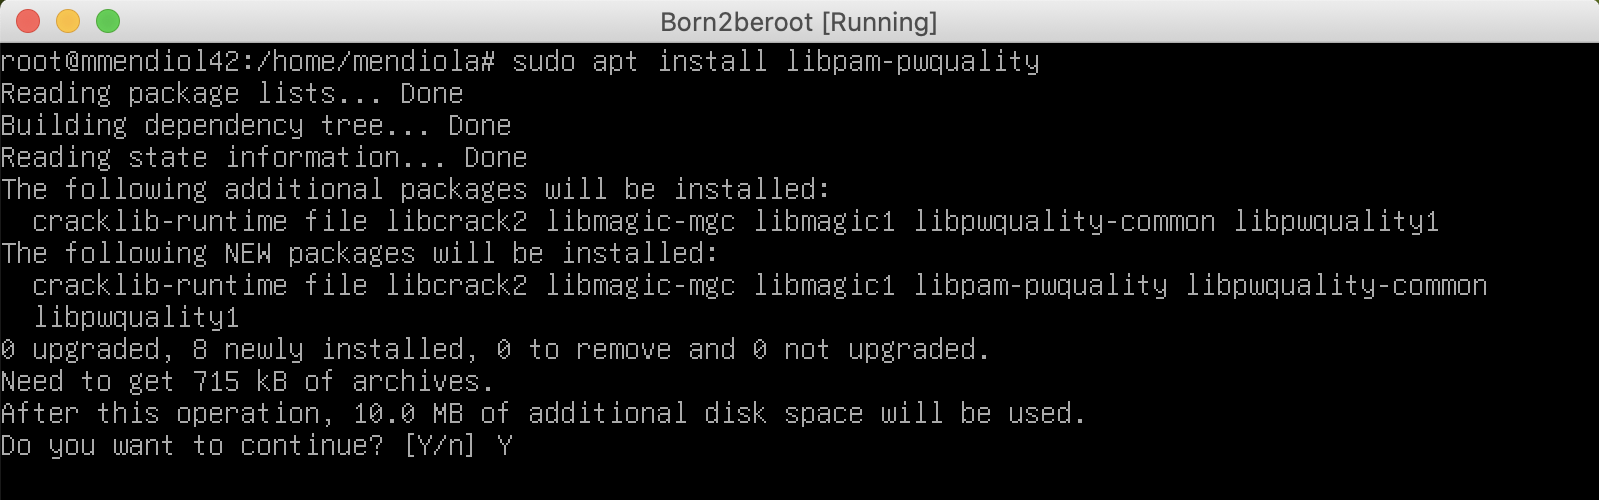 Born2beroot [Running]
root@mmendiol42:/home/mendiola# sudo apt install libpam-pwquality
Reading package lists... Done
Building dependency tree... Done
Reading state information... Done
The following additional packages will be installed:
  cracklib-runtime file libcrack2 libmagic-mgc libmagic1 libpwquality-common libpwquality1
The following NEW packages will be installed:
  cracklib-runtime file libcrack2 libmagic-mgc libmagic1 libpam-pwquality libpwquality-common
  libpwquality1
0 upgraded, 8 newly installed, 0 to remove and 0 not upgraded.
Need to get 715 kB of archives.
After this operation, 10.0 MB of additional disk space will be used.
Do you want to continue? [Y/n] Y